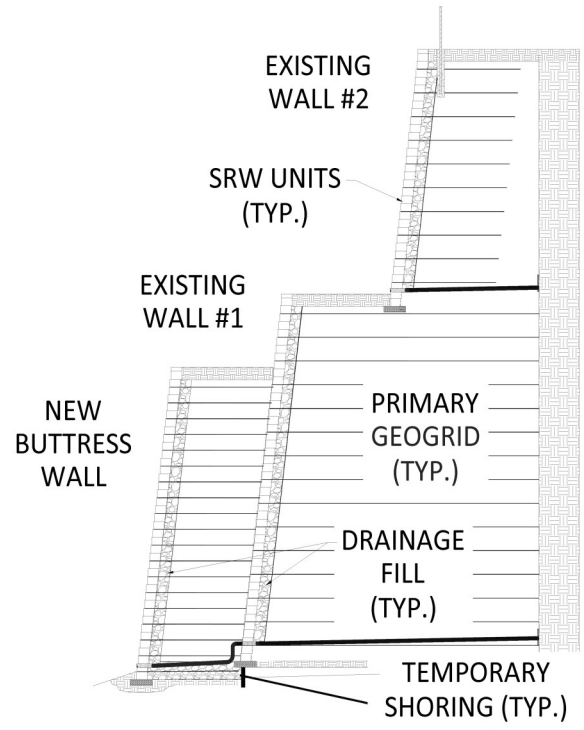 EXISTING
WALL #2
SRW UNITS
(TYP.)
EXISTING
WALL #1
NEW
BUTTRESS
WALL
PRIMARY
GEOGRID
(TYP.)
DRAINAGE
FILL
(TYP.)
TEMPORARY
SHORING (TYP.)